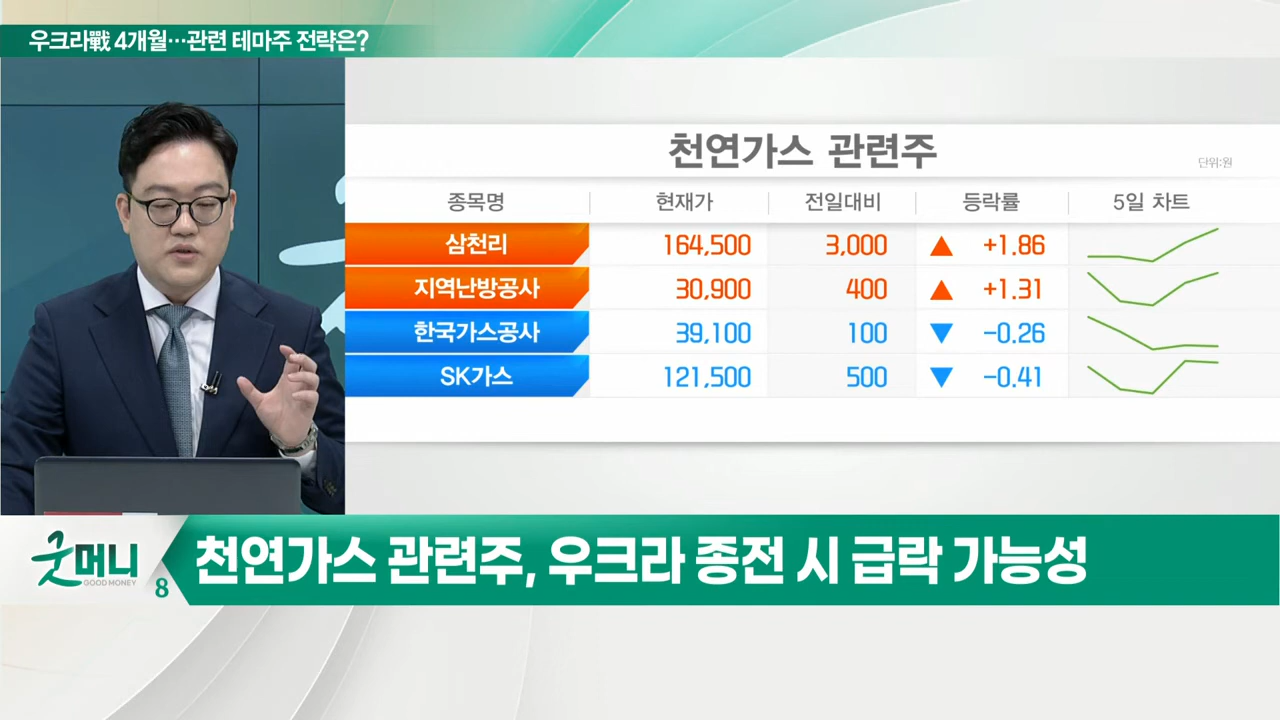 우크라戰 4개월…관련 테마주 전략은?
천연가스 관련주
단위:원
종목명 현재가 전일대비 등락률 5일 차트
삼천리 164,500 3,000 ▲ +1.86
지역난방공사 30,900 400 ▲ +1.31
한국가스공사 39,100 100 ▼ -0.26
SK가스 121,500 500 ▼ -0.41
굿머니
GOOD MONEY
8
천연가스 관련주, 우크라 종전 시 급락 가능성